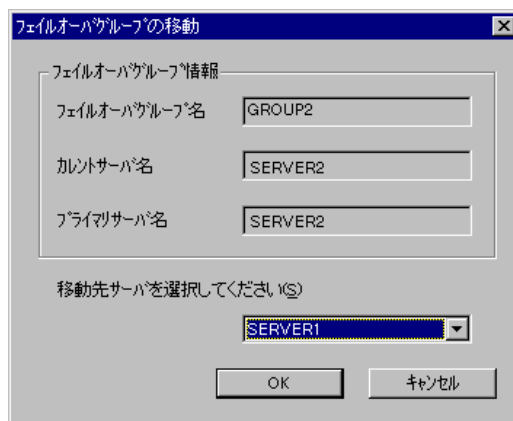 ﾌｪｲﾙｵｰﾊﾞｸﾞﾙｰﾌﾟの移動
ﾌｪｲﾙｵｰﾊﾞｸﾞﾙｰﾌﾟ情報
ﾌｪｲﾙｵｰﾊﾞｸﾞﾙｰﾌﾟ名 GROUP2
ｶﾚﾝﾄｻｰﾊﾞ名 SERVER2
ﾌﾟﾗｲﾏﾘｻｰﾊﾞ名 SERVER2
移動先ｻｰﾊﾞを選択してください(S)
SERVER1
OK ｷｬﾝｾﾙ